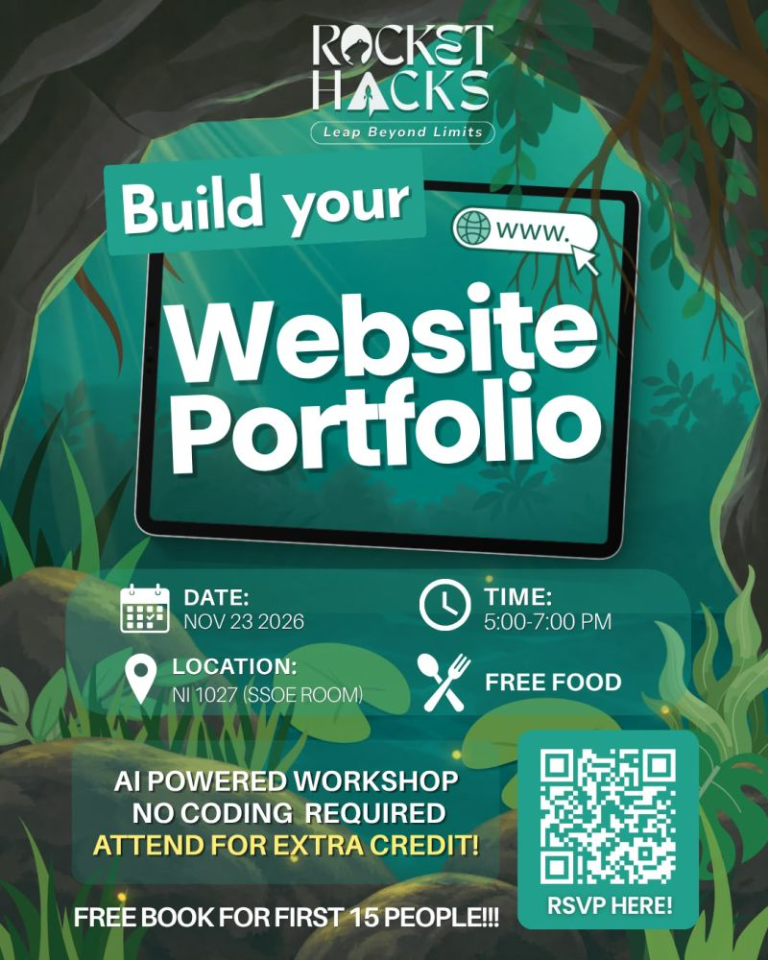 ROCKET
HACKS
Leap Beyond Limits
Build your
www.
Website
Portfolio
DATE:
NOV 23 2026
TIME:
5:00-7:00 PM
LOCATION:
NI 1027 (SSOE ROOM)
FREE FOOD
AI POWERED WORKSHOP
NO CODING REQUIRED
ATTEND FOR EXTRA CREDIT!
RSVP HERE!
FREE BOOK FOR FIRST 15 PEOPLE!!!